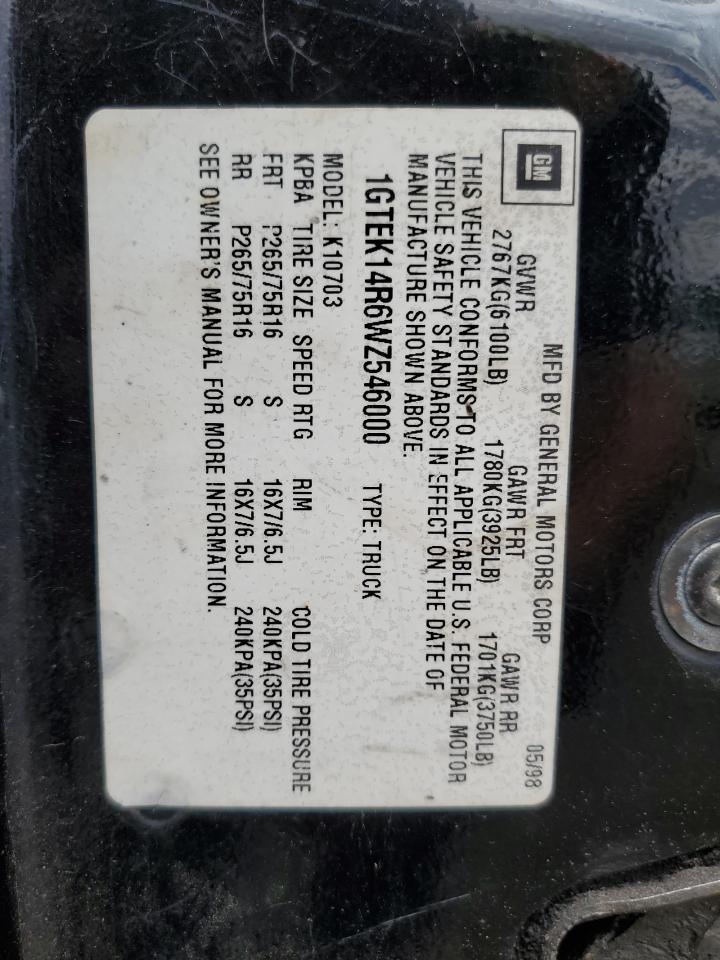 GM
MFD BY GENERAL MOTORS CORP 05/98
GVWR GAWR FRT GAWR RR
2767KG(6100LB) 1780KG(3925LB) 1701KG(3750LB)
THIS VEHICLE CONFORMS TO ALL APPLICABLE U.S. FEDERAL MOTOR
VEHICLE SAFETY STANDARDS IN EFFECT ON THE DATE OF
MANUFACTURE SHOWN ABOVE.
1GTEK14R6WZ546000 TYPE: TRUCK
MODEL: K10703
KPBA TIRE SIZE SPEED RTG RIM COLD TIRE PRESSURE
FRT P265/75R16 S 16X7/6.5J 240KPA(35PSI)
RR P265/75R16 S 16X7/6.5J 240KPA(35PSI)
SEE OWNER'S MANUAL FOR MORE INFORMATION.